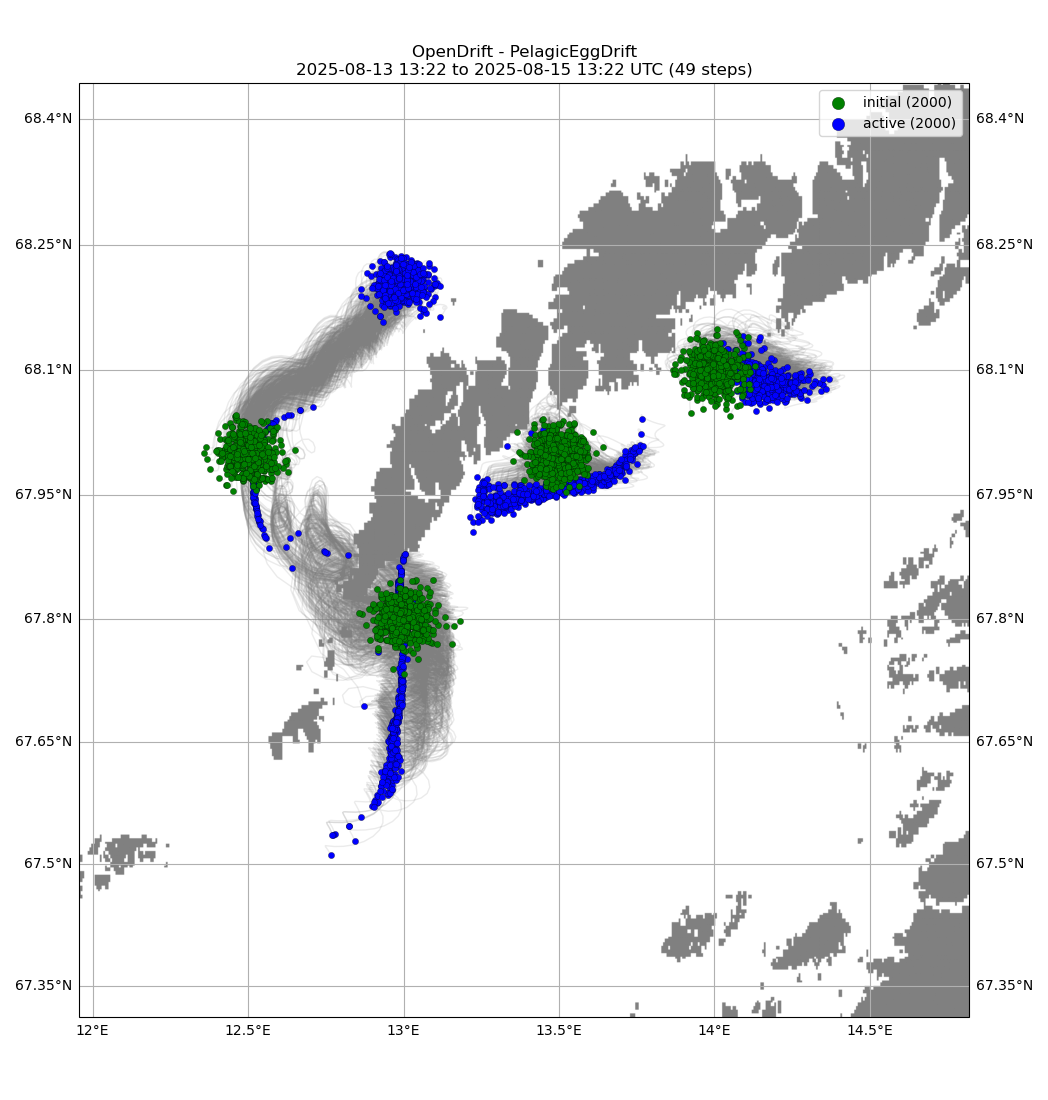 OpenDrift - PelagicEggDrift
2025-08-13 13:22 to 2025-08-15 13:22 UTC (49 steps)
initial (2000)
active (2000)
68.4°N
68.4°N
68.25°N
68.25°N
68.1°N
68.1°N
67.95°N
67.95°N
67.8°N
67.8°N
67.65°N
67.65°N
67.5°N
67.5°N
67.35°N
67.35°N
12°E
12.5°E
13°E
13.5°E
14°E
14.5°E